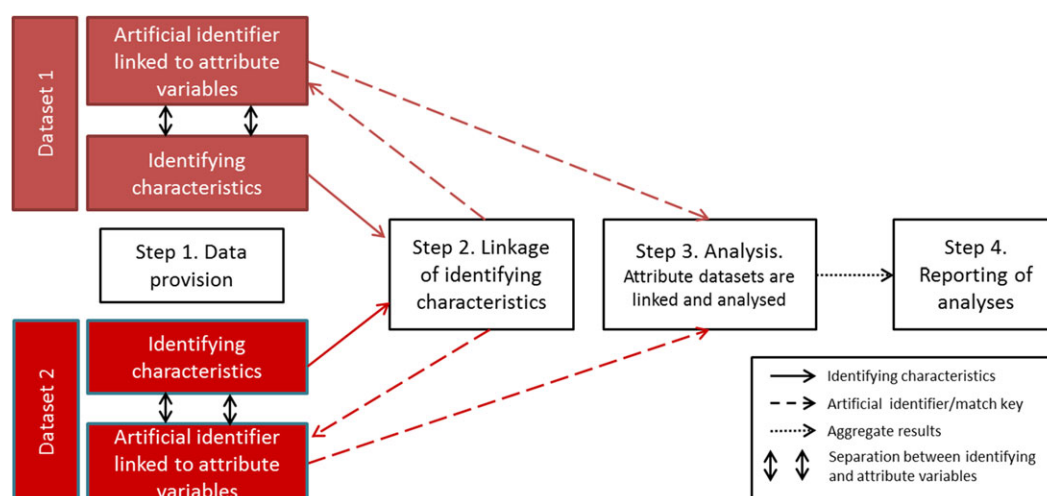 Dataset 1
Artificial identifier
linked to attribute
variables
Identifying
characteristics
Step 1. Data
provision
Step 2. Linkage
of identifying
characteristics
Step 3. Analysis.
Attribute datasets are
linked and analysed
Step 4.
Reporting of
analyses
Dataset 2
Identifying
characteristics
Artificial identifier
linked to attribute
variables
Identifying characteristics
Artificial identifier/match key
Aggregate results
Separation between identifying
and attribute variables